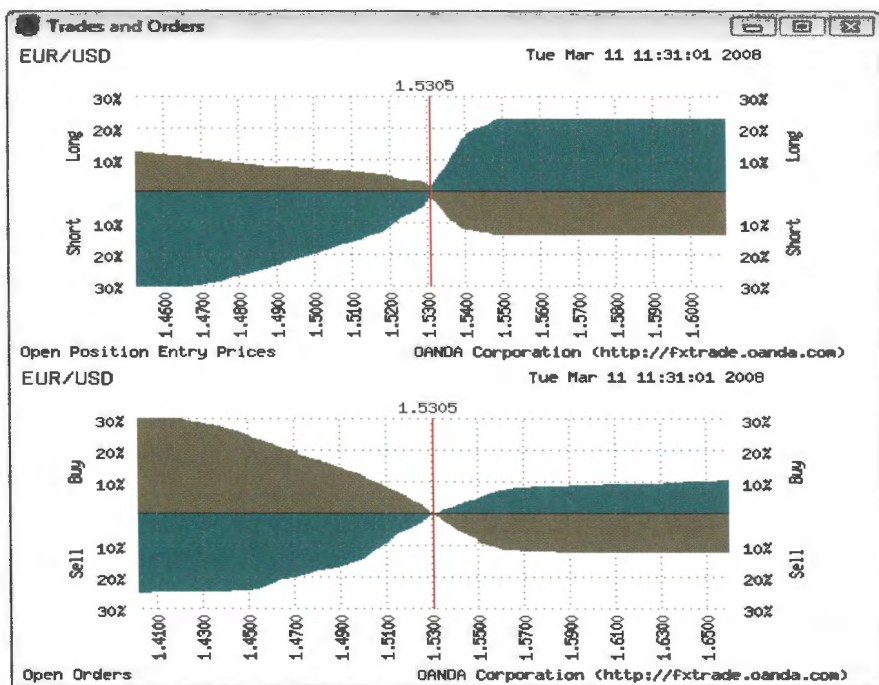 Trades and Orders
EUR/USD Tue Mar 11 11:31:01 2008
1.5305
30% 30%
20% 20%
10% 10%
Long Long
10% 10%
20% 20%
30% 30%
Short Short
1.4600 1.4700 1.4800 1.4900 1.5000 1.5100 1.5200 1.5300 1.5400 1.5500 1.5600 1.5700 1.5800 1.5900 1.6000
Open Position Entry Prices OANDA Corporation (http://fxtrade.oanda.com)
EUR/USD Tue Mar 11 11:31:01 2008
1.5305
30% 30%
20% 20%
10% 10%
Buy Buy
10% 10%
20% 20%
30% 30%
Sell Sell
1.4100 1.4300 1.4500 1.4700 1.4900 1.5100 1.5300 1.5500 1.5700 1.5900 1.6100 1.6300 1.6500
Open Orders OANDA Corporation (http://fxtrade.oanda.com)